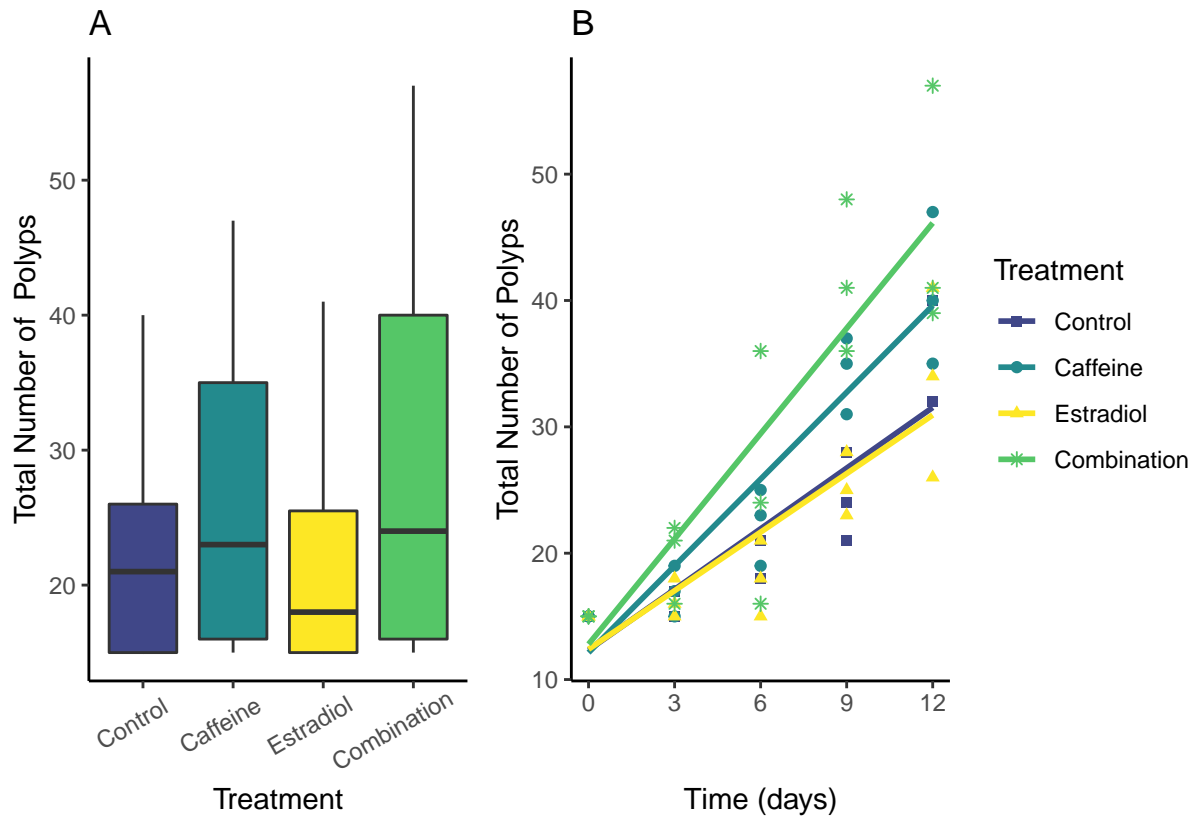 A
Total Number of Polyps
50
40
30
20
Control
Caffeine
Estradiol
Combination
Treatment
B
Total Number of Polyps
50
40
30
20
10
0
3
6
9
12
Time (days)
Treatment
Control
Caffeine
Estradiol
Combination